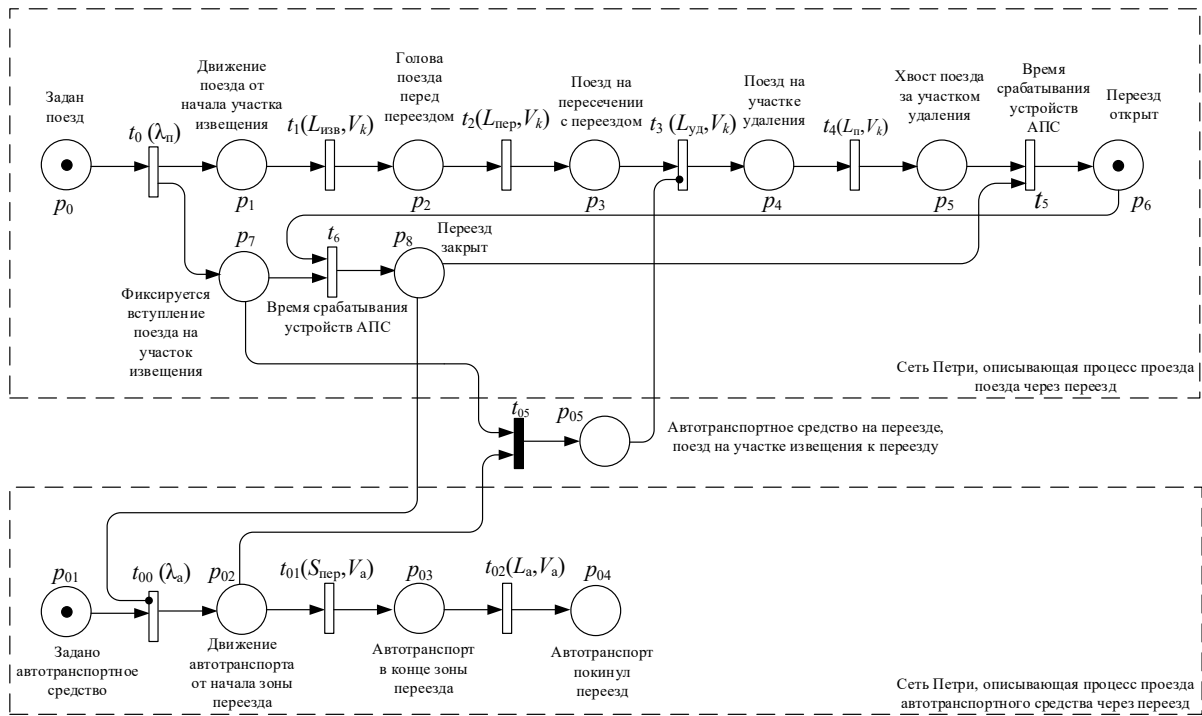 Задан
поезд
t0 (λп)
p0
Движение
поезда от
начала участка
извещения
p1
t1(Lизв, Vk)
Голова
поезда
перед
переездом
p2
t2(Lпер, Vk)
Поезд на
пересечении
с переездом
p3
t3 (Lуд, Vk)
Поезд на
участке
удаления
p4
t4(Lп, Vk)
Хвост поезда
за участком
удаления
p5
Время
срабатывания
устройств
АПС
t5
Переезд
открыт
p6
p7
t6
p8
Переезд
закрыт
Фиксируется
вступление
поезда на
участок
извещения
Время срабатывания
устройств АПС
Сеть Петри, описывающая процесс проезда
поезда через переезд
t05
p05
Автотранспортное средство на переезде,
поезд на участке извещения к переезду
p01
t00 (λа)
p02
t01(Sпер, Vа)
p03
t02(Lа, Vа)
p04
Задано
автотранспортное
средство
Движение
автотранспорта
от начала зоны
переезда
Автотранспорт
в конце зоны
переезда
Автотранспорт
покинул
переезд
Сеть Петри, описывающая процесс проезда
автотранспортного средства через переезд